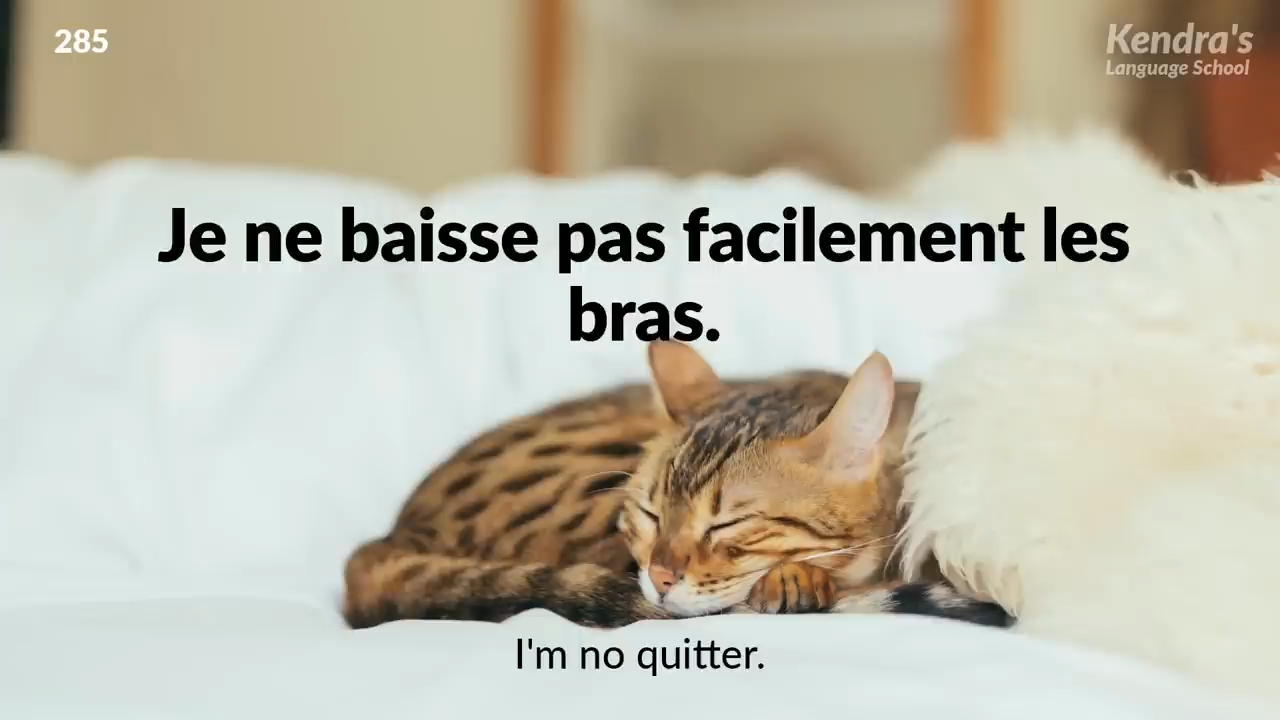 285
Kendra's
Language School
Je ne baisse pas facilement les
bras.
I'm no quitter.